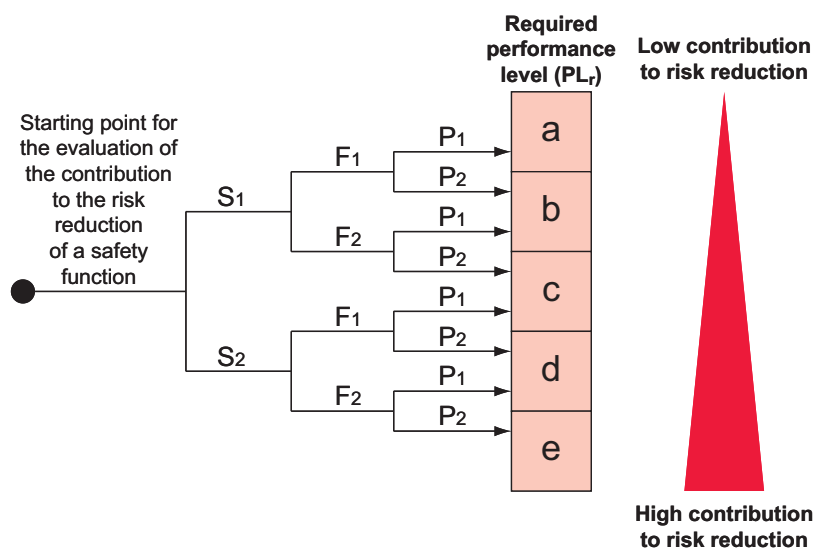 Required
performance
level (PLr)
Low contribution
to risk reduction
Starting point for
the evaluation of
the contribution
to the risk
reduction
of a safety
function
S1
F1
P1
a
P2
F2
P1
b
P2
c
S2
F1
P1
P2
d
F2
P1
P2
e
High contribution
to risk reduction